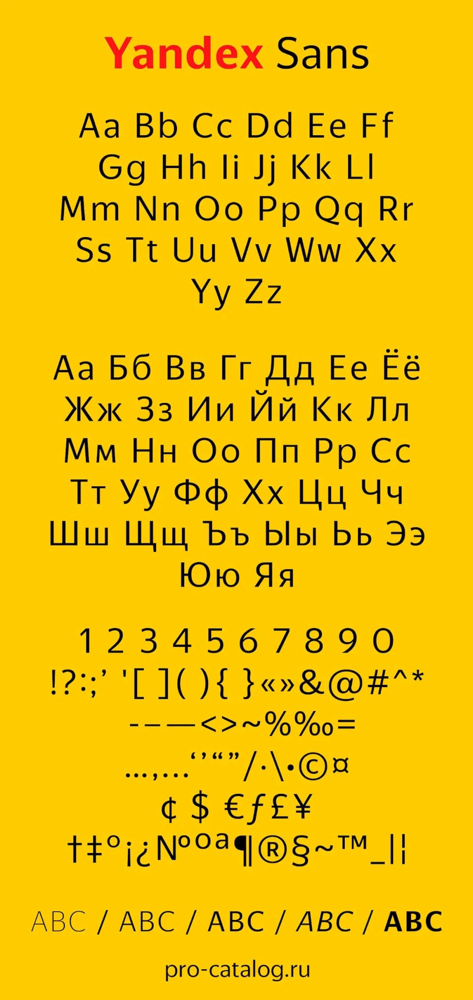 Yandex Sans
Aa Bb Cc Dd Ee Ff
Gg Hh Ii Jj Kk Ll
Mm Nn Oo Pp Qq Rr
Ss Tt Uu Vv Ww Xx
Yy Zz
Аа Бб Вв Гг Дд Ее Ёё
Жж Зз Ии Йй Кк Лл
Мм Нн Оо Пп Рр Сс
Тт Уу Фф Хх Цц Чч
Шш Щщ Ъъ Ыы Ьь Ээ
Юю Яя
1 2 3 4 5 6 7 8 9 0
!?:;’ '[ ]( ){ }«»&@#^*
-–—<>~%‰=
…,…‘’“”/·\•©¤
¢ $ €ƒ£¥
†‡°¡¿№ºª¶®§~™_|¦
ABC / ABC / ABC / ABC / ABC
pro-catalog.ru